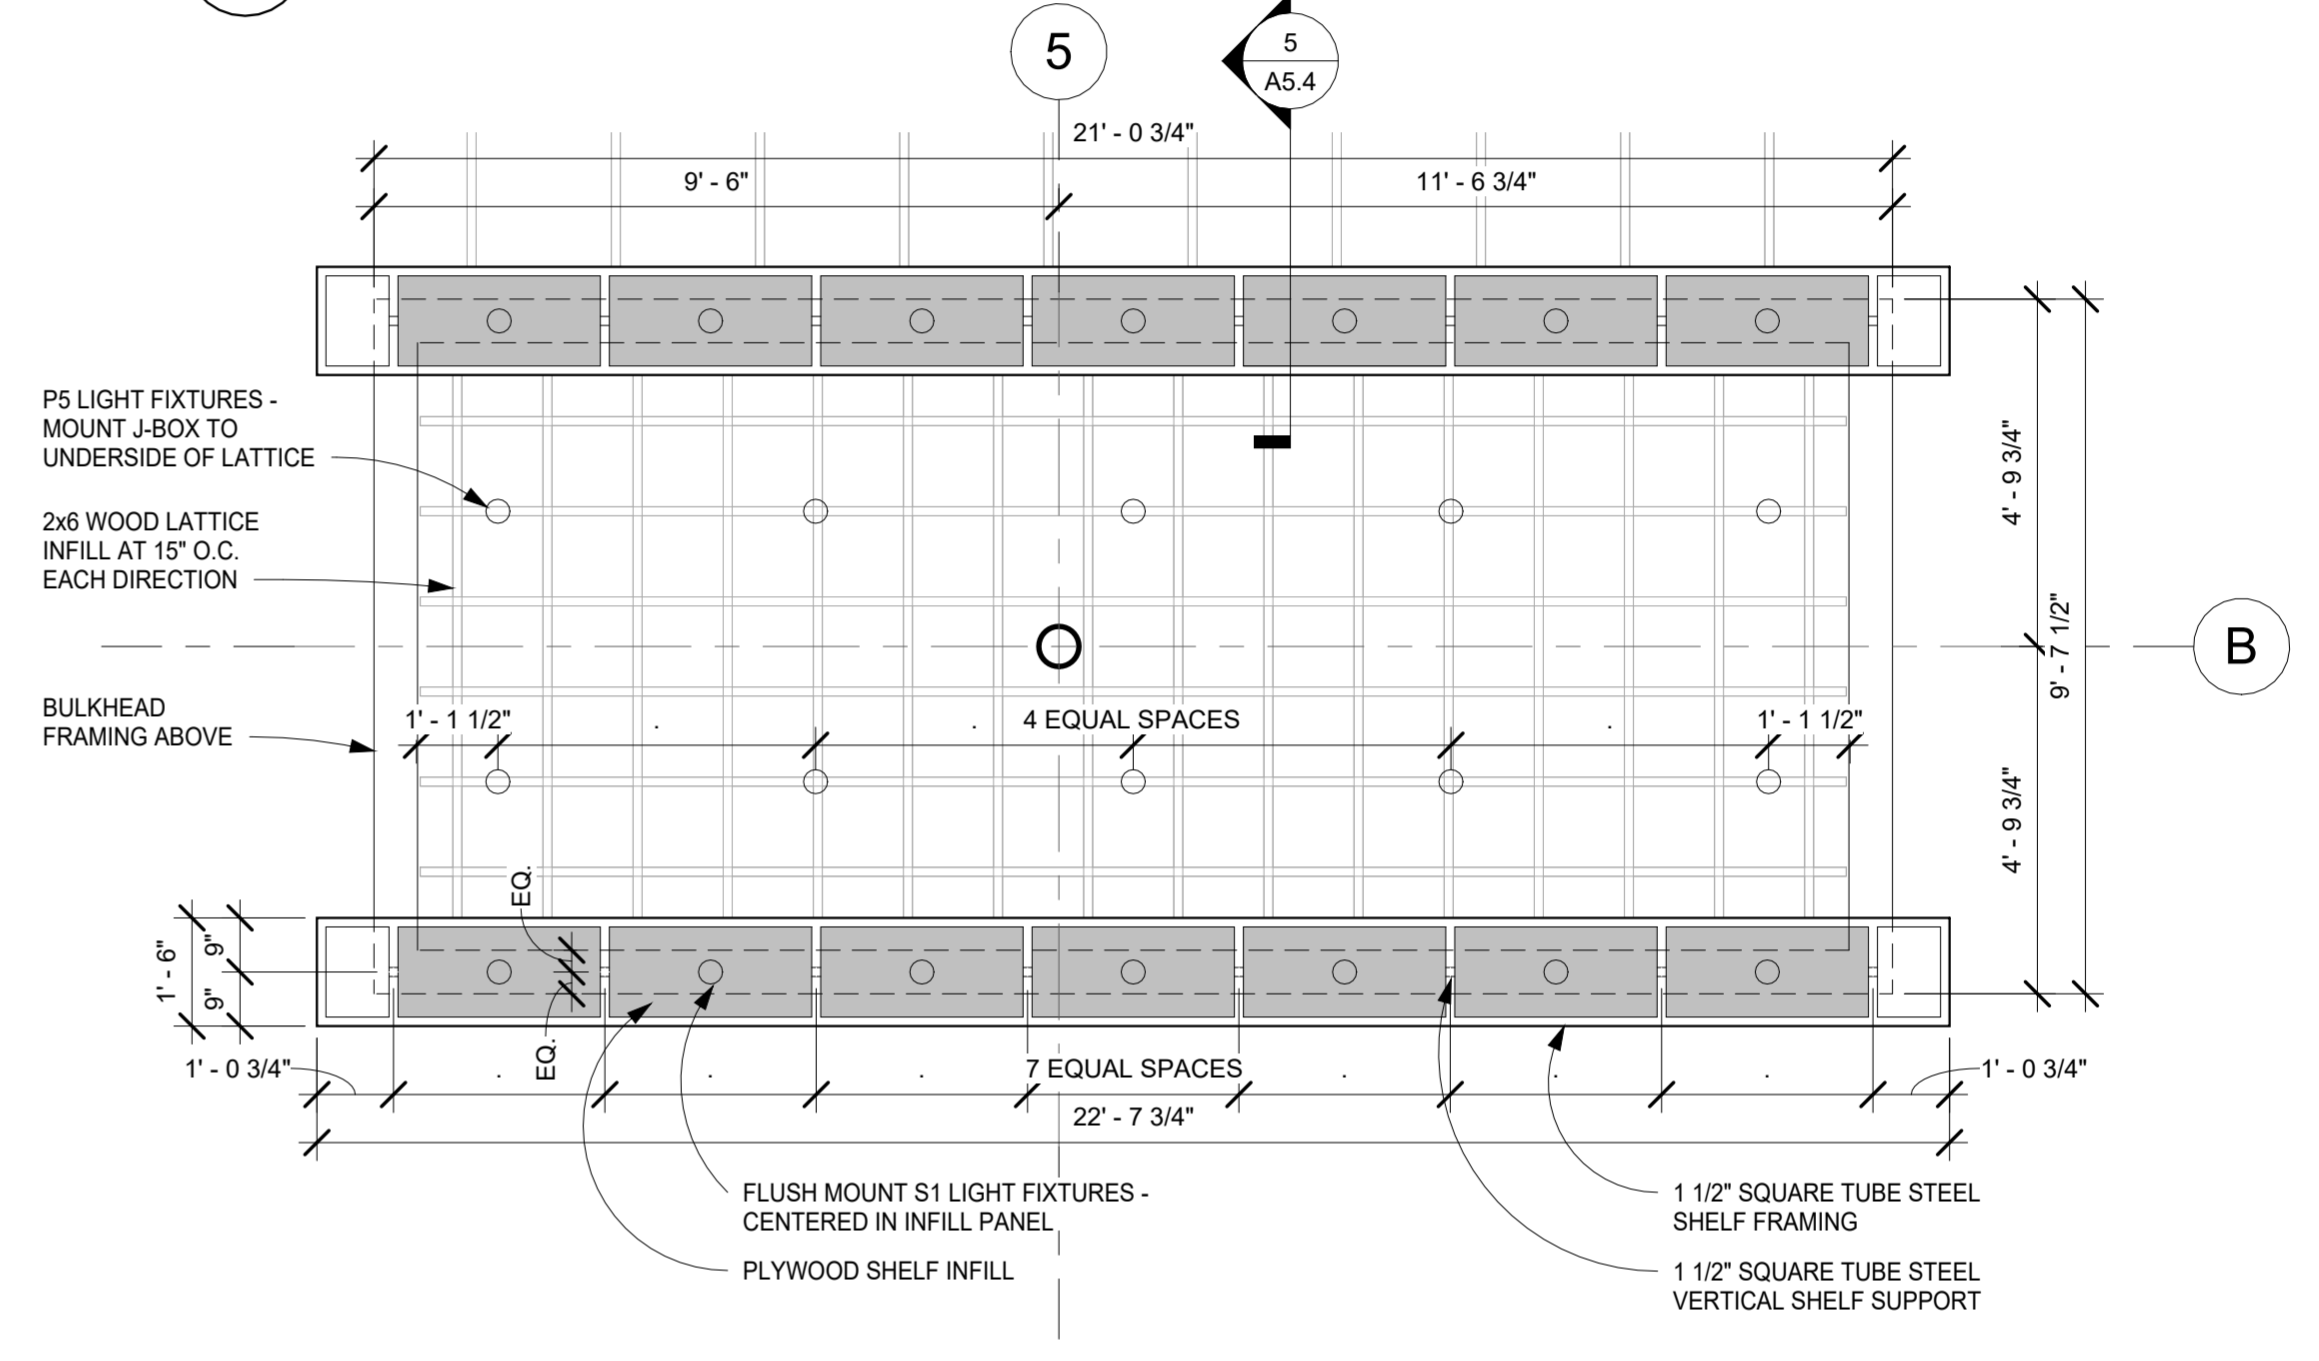 5
5
A5.4
21' - 0 3/4"
9' - 6"
11' - 6 3/4"
P5 LIGHT FIXTURES -
MOUNT J-BOX TO
UNDERSIDE OF LATTICE
2x6 WOOD LATTICE
INFILL AT 15" O.C.
EACH DIRECTION
4' - 9 3/4"
9' - 7 1/2"
B
BULKHEAD
FRAMING ABOVE
1' - 1 1/2"
4 EQUAL SPACES
1' - 1 1/2"
4' - 9 3/4"
EQ.
1' - 6"
9"
9"
EQ.
1' - 0 3/4"
7 EQUAL SPACES
1' - 0 3/4"
22' - 7 3/4"
FLUSH MOUNT S1 LIGHT FIXTURES -
CENTERED IN INFILL PANEL
PLYWOOD SHELF INFILL
1 1/2" SQUARE TUBE STEEL
SHELF FRAMING
1 1/2" SQUARE TUBE STEEL
VERTICAL SHELF SUPPORT